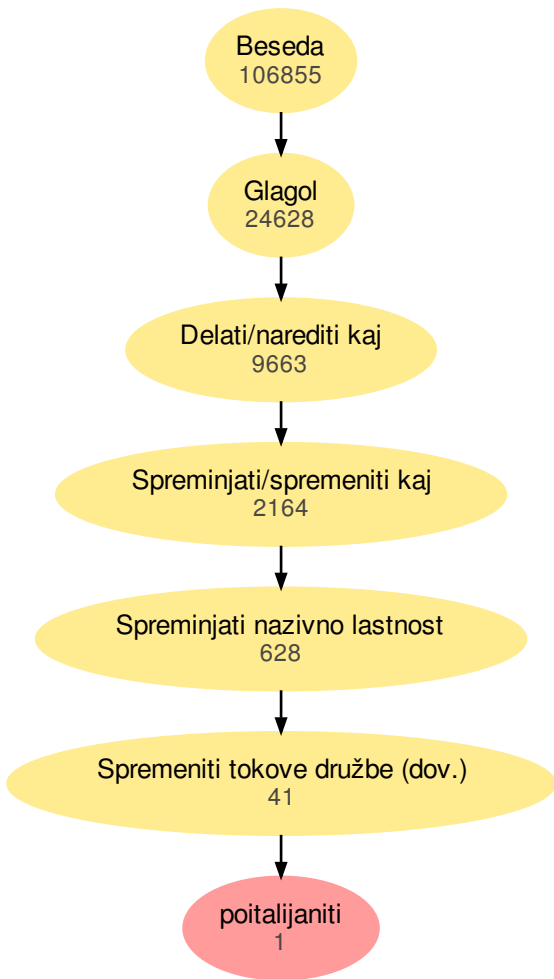 Beseda
106855
Glagol
24628
Delati/narediti kaj
9663
Spreminjati/spremeniti kaj
2164
Spreminjati nazivno lastnost
628
Spremeniti tokove družbe (dov.)
41
poitalijaniti
1